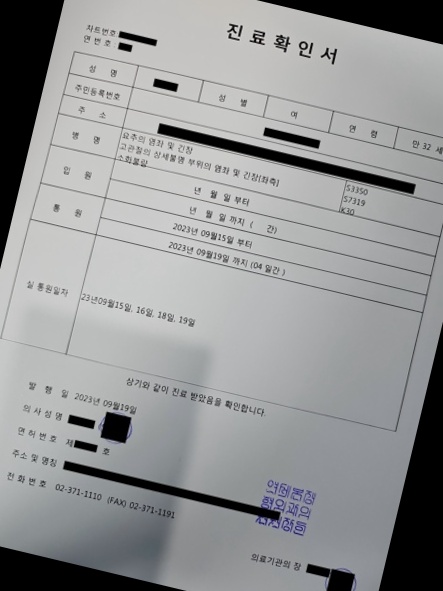 진료확인서
차트번호
연번호
성 명 성 별 여 연 령 만 32 세
주민등록번호
주 소
병 명 요추의 염좌 및 긴장 S3350
고관절의 상세불명 부위의 염좌 및 긴장[좌측] S7319
소화불량 K30
입 원 년 월 일 부터
년 월 일 까지 ( 간)
통 원 2023년 09월15일 부터
2023년 09월19일 까지 (04 일간 )
실 통원일자 23년09월15일, 16일, 18일, 19일
상기와 같이 진료 받았음을 확인합니다.
발 행 일 2023년 09월19일
의 사 성 명
면 허 번 호 제 호
주소 및 명칭
전 화 번 호 02-371-1110 (FAX) 02-371-1191
의료기관의 장